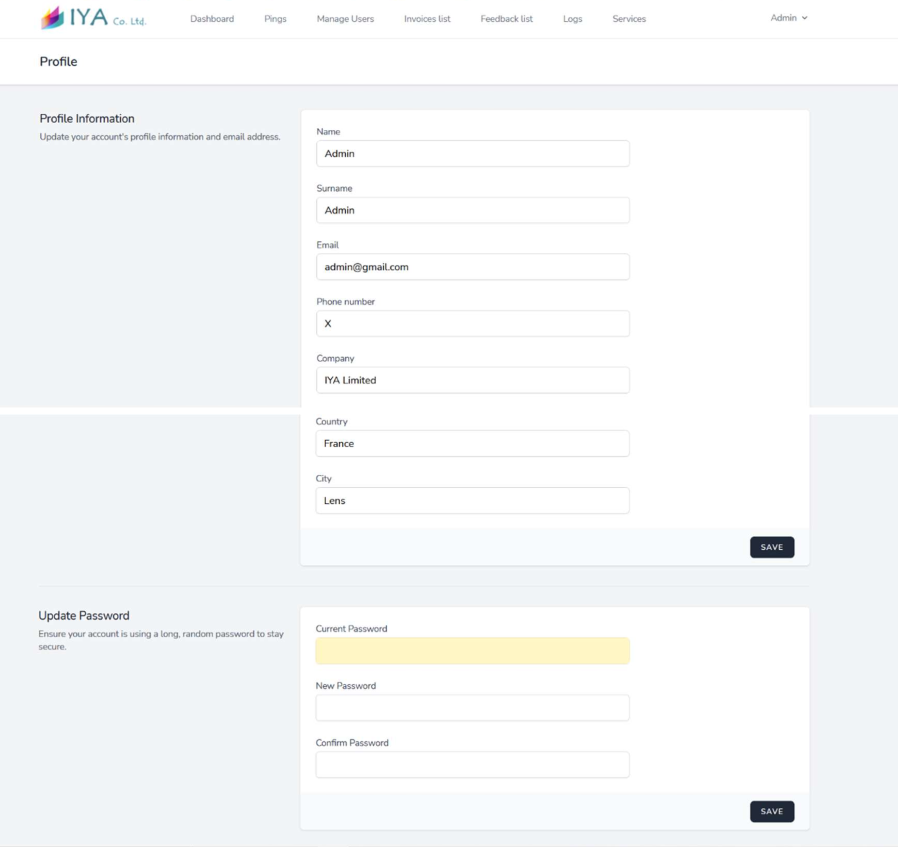 IYA Co. Ltd.
Dashboard Pings Manage Users Invoices list Feedback list Logs Services Admin
Profile
Profile Information
Update your account's profile information and email address.
Name
Admin
Surname
Admin
Email
admin@gmail.com
Phone number
X
Company
IYA Limited
Country
France
City
Lens
SAVE
Update Password
Ensure your account is using a long, random password to stay
secure.
Current Password
New Password
Confirm Password
SAVE